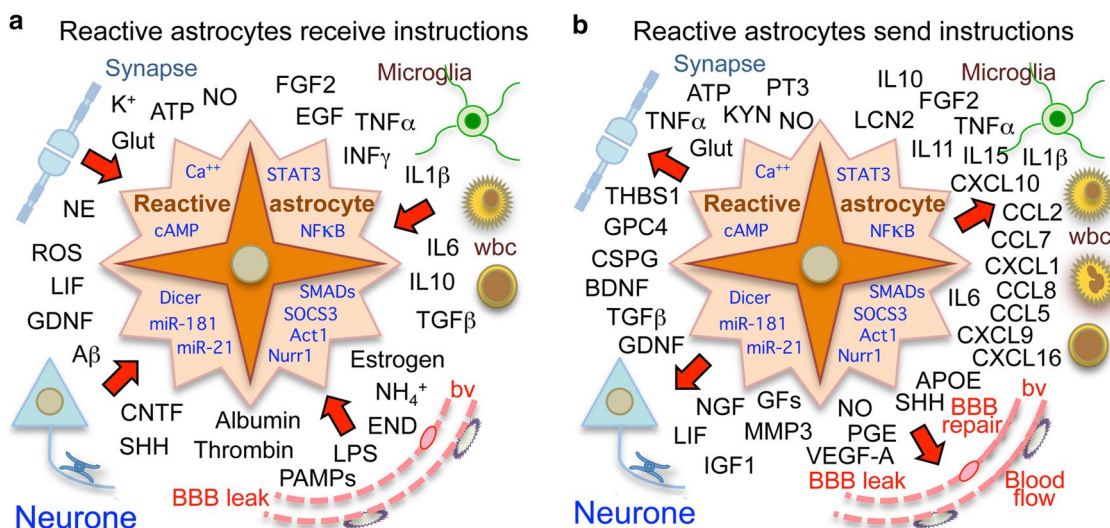 a
Reactive astrocytes receive instructions
Synapse
Microglia
K+
ATP
NO
Glut
FGF2
EGF
TNFα
INFγ
IL1β
Ca++
STAT3
Reactive
astrocyte
cAMP
NFκB
NE
ROS
LIF
GDNF
Aβ
wbc
IL6
IL10
TGFβ
Dicer
miR-181
miR-21
SMADs
SOCS3
Act1
Nurr1
Estrogen
NH4+
END
LPS
PAMPs
bv
CNTF
SHH
Albumin
Thrombin
BBB leak
Neurone
b
Reactive astrocytes send instructions
Synapse
Microglia
ATP
PT3
TNFα
KYN
NO
Glut
IL10
FGF2
LCN2
TNFα
IL11
IL15
IL1β
CXCL10
CCL2
wbc
CCL7
CXCL1
CCL8
IL6
CCL5
CXCL9
CXCL16
THBS1
GPC4
CSPG
BDNF
TGFβ
GDNF
Ca++
STAT3
Reactive
astrocyte
cAMP
NFκB
Dicer
miR-181
miR-21
SMADs
SOCS3
Act1
Nurr1
NGF
GFs
LIF
MMP3
IGF1
NO
PGE
VEGF-A
APOE
SHH
BBB
repair
bv
BBB leak
Blood
flow
Neurone